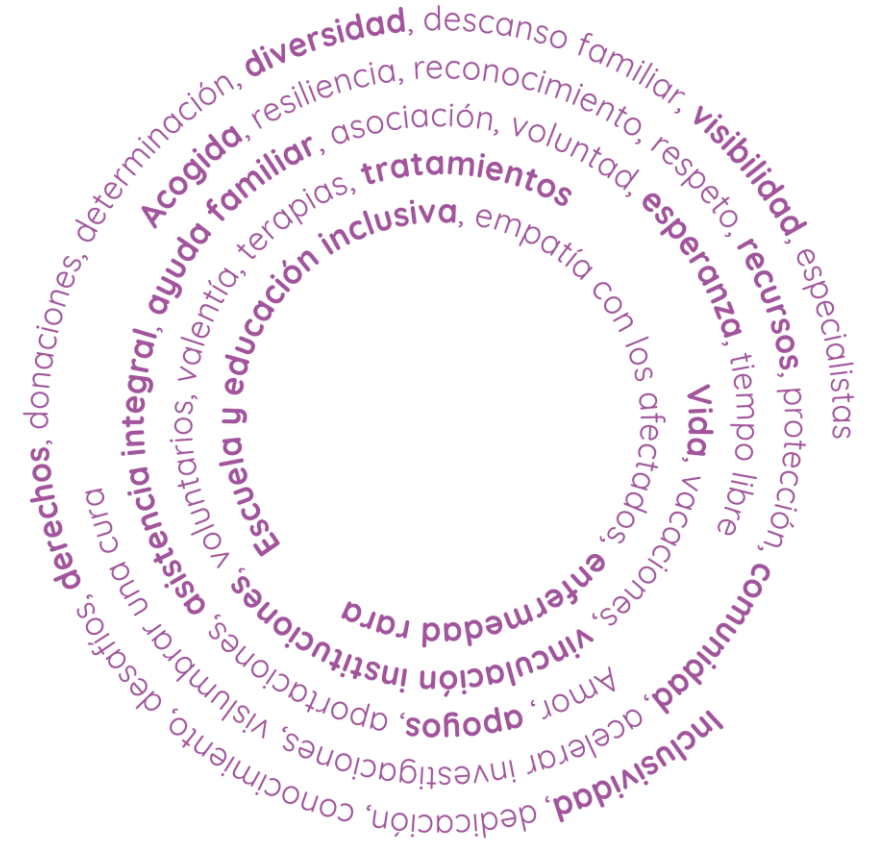 Inclusividad, dedicación, conocimiento, desafíos, derechos, donaciones, determinación, diversidad, descanso familiar, visibilidad, especialistas
Acogida, resiliencia, reconocimiento, respeto, recursos, protección, comunidad, acelerar investigaciones, vislumbrar una cura
Amor, apoyos, aportaciones, asistencia integral, ayuda familiar, asociación, voluntad, esperanza, tiempo libre
Vida, vacaciones, vinculación instituciones, voluntarios, valentía, terapias, tratamientos
Escuela y educación inclusiva, empatía con los afectados, enfermedad rara